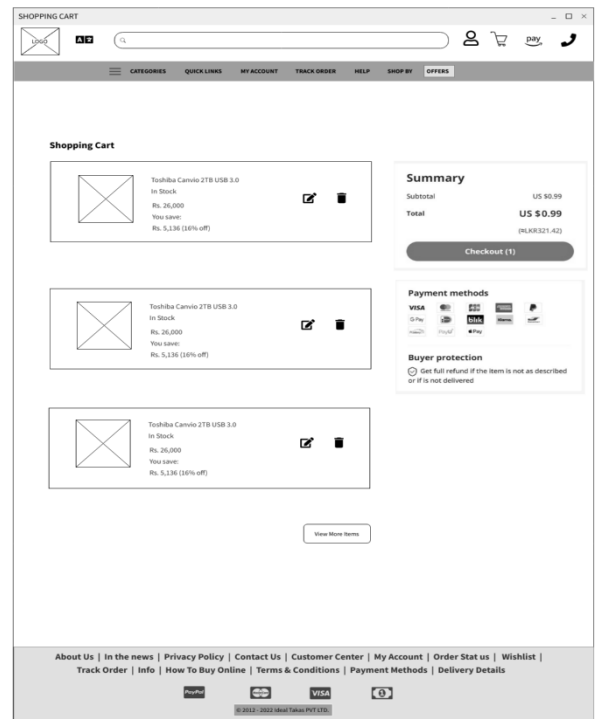 SHOPPING CART
LOGO
pay
CATEGORIES QUICK LINKS MY ACCOUNT TRACK ORDER HELP SHOP BY OFFERS
Shopping Cart
Toshiba Canvio 2TB USB 3.0
In Stock
Rs. 26,000
You save:
Rs. 5,136 (16% off)
Toshiba Canvio 2TB USB 3.0
In Stock
Rs. 26,000
You save:
Rs. 5,136 (16% off)
Toshiba Canvio 2TB USB 3.0
In Stock
Rs. 26,000
You save:
Rs. 5,136 (16% off)
View More Items
Summary
Subtotal US $0.99
Total US $0.99
(≈LKR321.42)
Checkout (1)
Payment methods
VISA
G Pay blik Klarna.
Pay
Buyer protection
Get full refund if the item is not as described
or if is not delivered
About Us | In the news | Privacy Policy | Contact Us | Customer Center | My Account | Order Stat us | Wishlist |
Track Order | Info | How To Buy Online | Terms & Conditions | Payment Methods | Delivery Details
PayPal VISA
© 2012 - 2022 Ideal Takas PVT LTD.